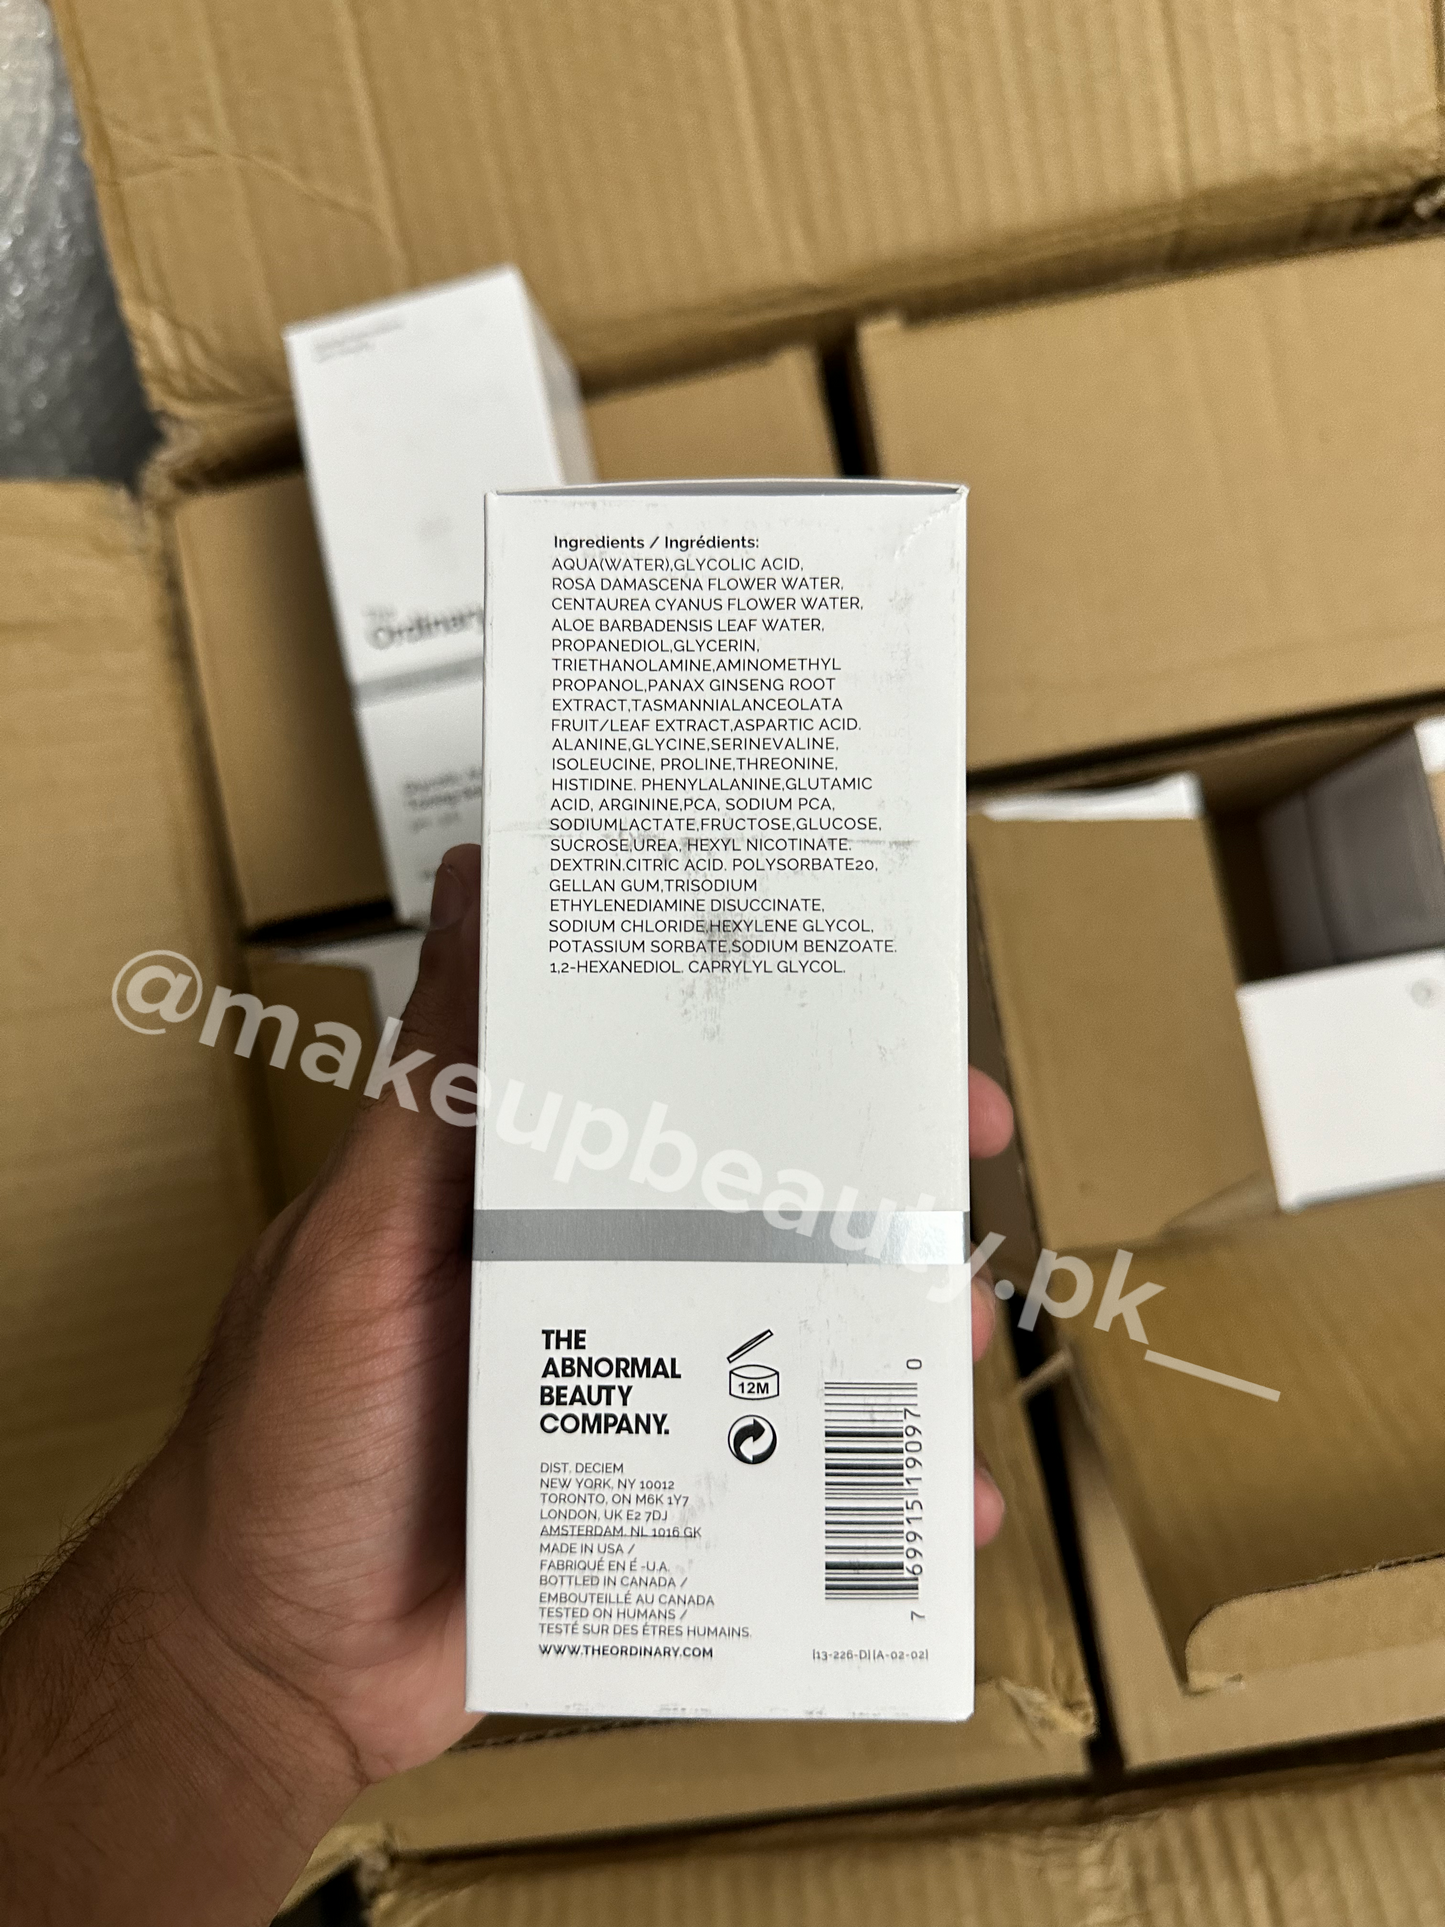 Ingredients / Ingrédients:
AQUA(WATER),GLYCOLIC ACID,
ROSA DAMASCENA FLOWER WATER,
CENTAUREA CYANUS FLOWER WATER,
ALOE BARBADENSIS LEAF WATER,
PROPANEDIOL,GLYCERIN,
TRIETHANOLAMINE,AMINOMETHYL
PROPANOL,PANAX GINSENG ROOT
EXTRACT,TASMANNIALANCEOLATA
FRUIT/LEAF EXTRACT,ASPARTIC ACID.
ALANINE,GLYCINE,SERINEVALINE,
ISOLEUCINE, PROLINE,THREONINE,
HISTIDINE. PHENYLALANINE,GLUTAMIC
ACID, ARGININE,PCA, SODIUM PCA,
SODIUMLACTATE,FRUCTOSE,GLUCOSE,
SUCROSE,UREA, HEXYL NICOTINATE.
DEXTRIN.CITRIC ACID. POLYSORBATE20,
GELLAN GUM,TRISODIUM
ETHYLENEDIAMINE DISUCCINATE,
SODIUM CHLORIDE,HEXYLENE GLYCOL,
POTASSIUM SORBATE,SODIUM BENZOATE.
1,2-HEXANEDIOL. CAPRYLYL GLYCOL.
Ordinary
@makeupbeauty.pk_
THE
ABNORMAL
BEAUTY
COMPANY.
12M
DIST. DECIEM
NEW YORK, NY 10012
TORONTO, ON M6K 1Y7
LONDON, UK E2 7DJ
AMSTERDAM, NL 1016 GK
MADE IN USA /
FABRIQUÉ EN É -U.A.
BOTTLED IN CANADA /
EMBOUTEILLÉ AU CANADA
TESTED ON HUMANS /
TESTÉ SUR DES ÊTRES HUMAINS.
WWW.THEORDINARY.COM
7 69915 19097 0
[13-226-D] [A-02-02]